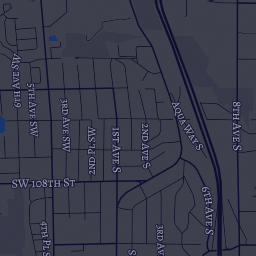 6th Ave SW
5th Ave SW
3rd Ave SW
2nd Pl SW
1st Ave S
2nd Ave S
Aqua Way S
8th Ave S
SW 108th St
6th Ave S
4th Pl S
S
3rd A